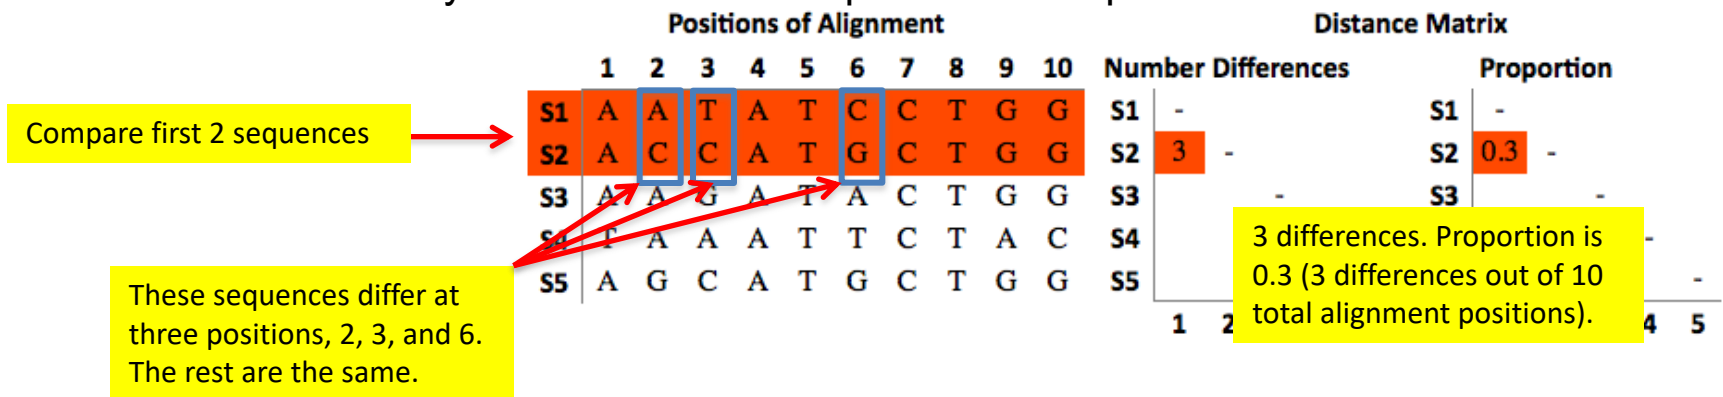 Positions of Alignment
Distance Matrix
1 2 3 4 5 6 7 8 9 10
Number Differences
Proportion
Compare first 2 sequences
S1 A A T A T C C T G G
S1 -
S1 -
S2 A C C A T G C T G G
S2 3 -
S2 0.3 -
S3 A A G A T A C T G G
S3 -
S3 -
S4 T A A A T T C T A C
S4
-
S5 A G C A T G C T G G
S5
-
1 2
4 5
These sequences differ at
three positions, 2, 3, and 6.
The rest are the same.
3 differences. Proportion is
0.3 (3 differences out of 10
total alignment positions).